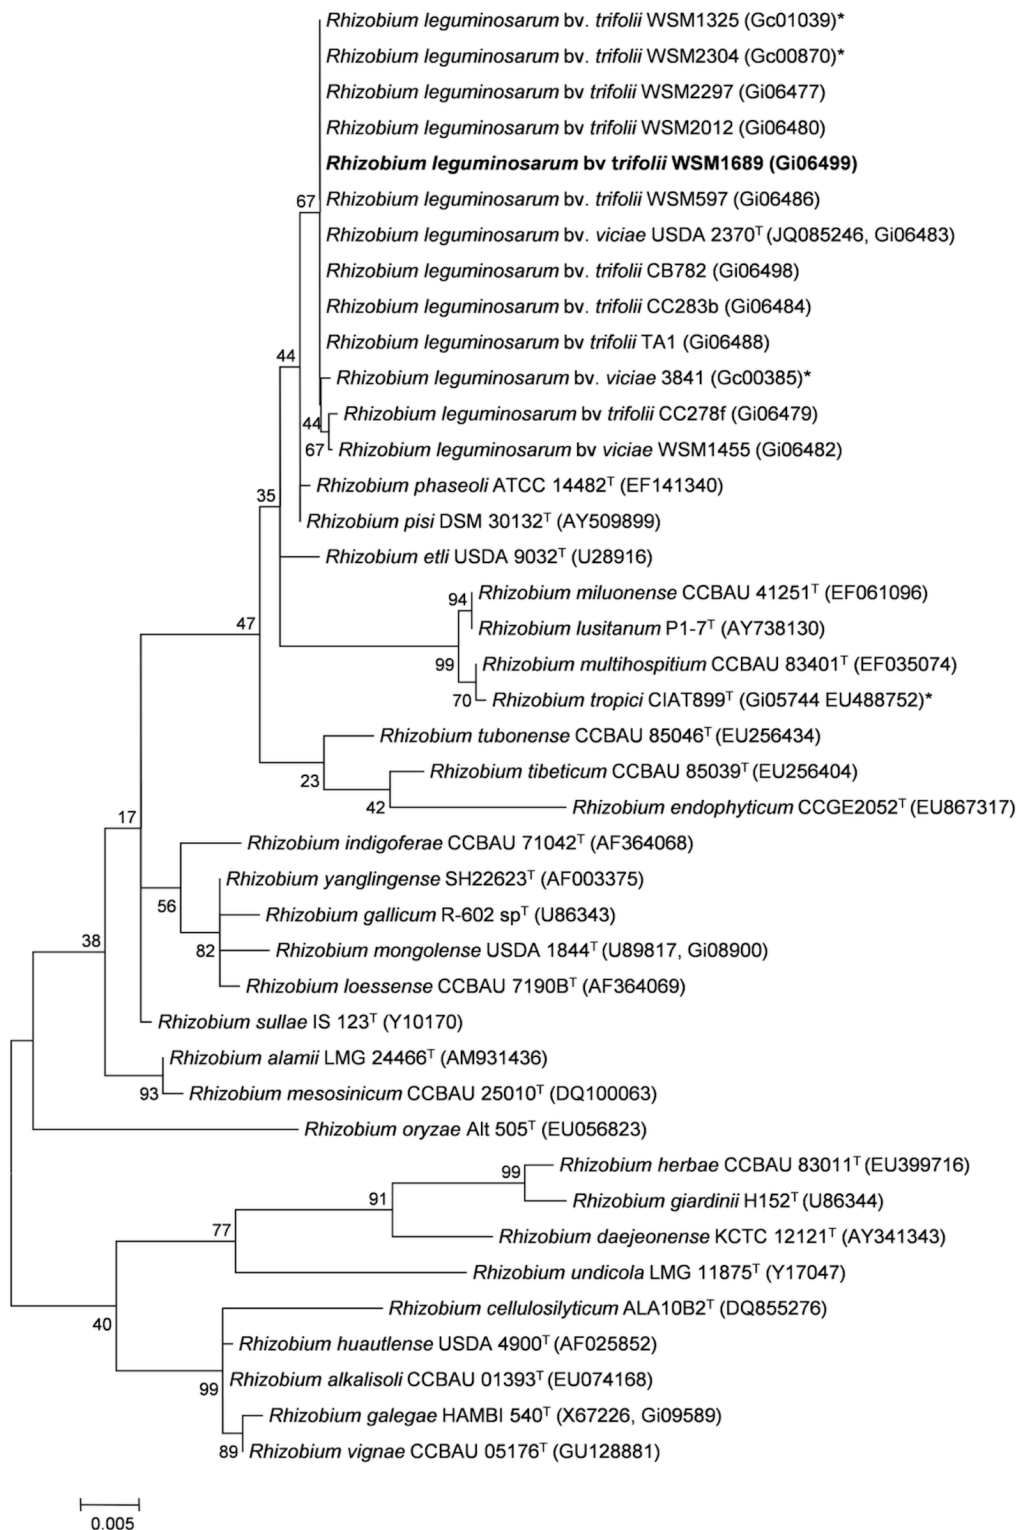 Rhizobium leguminosarum bv. trifolii WSM1325 (Gc01039)*
Rhizobium leguminosarum bv. trifolii WSM2304 (Gc00870)*
Rhizobium leguminosarum bv trifolii WSM2297 (Gi06477)
Rhizobium leguminosarum bv trifolii WSM2012 (Gi06480)
Rhizobium leguminosarum bv trifolii WSM1689 (Gi06499)
67
Rhizobium leguminosarum bv. trifolii WSM597 (Gi06486)
Rhizobium leguminosarum bv. viciae USDA 2370ᵀ (JQ085246, Gi06483)
Rhizobium leguminosarum bv. trifolii CB782 (Gi06498)
Rhizobium leguminosarum bv. trifolii CC283b (Gi06484)
Rhizobium leguminosarum bv trifolii TA1 (Gi06488)
44
Rhizobium leguminosarum bv. viciae 3841 (Gc00385)*
Rhizobium leguminosarum bv trifolii CC278f (Gi06479)
44
67 Rhizobium leguminosarum bv viciae WSM1455 (Gi06482)
Rhizobium phaseoli ATCC 14482ᵀ (EF141340)
35
Rhizobium pisi DSM 30132ᵀ (AY509899)
Rhizobium etli USDA 9032ᵀ (U28916)
94 Rhizobium miluonense CCBAU 41251ᵀ (EF061096)
47 Rhizobium lusitanum P1-7ᵀ (AY738130)
99 Rhizobium multihospitium CCBAU 83401ᵀ (EF035074)
70 Rhizobium tropici CIAT899ᵀ (Gi05744 EU488752)*
Rhizobium tubonense CCBAU 85046ᵀ (EU256434)
23 Rhizobium tibeticum CCBAU 85039ᵀ (EU256404)
42 Rhizobium endophyticum CCGE2052ᵀ (EU867317)
17
Rhizobium indigoferae CCBAU 71042ᵀ (AF364068)
Rhizobium yanglingense SH22623ᵀ (AF003375)
56 Rhizobium gallicum R-602 spᵀ (U86343)
38 82 Rhizobium mongolense USDA 1844ᵀ (U89817, Gi08900)
Rhizobium loessense CCBAU 7190Bᵀ (AF364069)
Rhizobium sullae IS 123ᵀ (Y10170)
Rhizobium alamii LMG 24466ᵀ (AM931436)
93 Rhizobium mesosinicum CCBAU 25010ᵀ (DQ100063)
Rhizobium oryzae Alt 505ᵀ (EU056823)
99 Rhizobium herbae CCBAU 83011ᵀ (EU399716)
91 Rhizobium giardinii H152ᵀ (U86344)
77 Rhizobium daejeonense KCTC 12121ᵀ (AY341343)
Rhizobium undicola LMG 11875ᵀ (Y17047)
Rhizobium cellulosilyticum ALA10B2ᵀ (DQ855276)
40
Rhizobium huautlense USDA 4900ᵀ (AF025852)
99 Rhizobium alkalisoli CCBAU 01393ᵀ (EU074168)
Rhizobium galegae HAMBI 540ᵀ (X67226, Gi09589)
89 Rhizobium vignae CCBAU 05176ᵀ (GU128881)
0.005